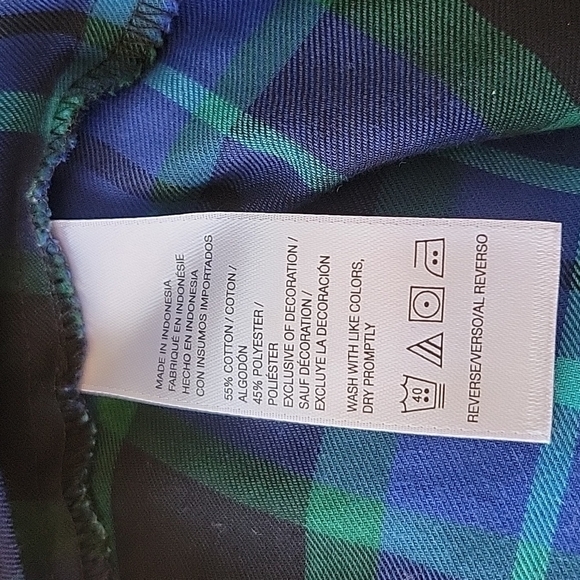 MADE IN INDONESIA
FABRIQUÉ EN INDONÉSIE
HECHO EN INDONESIA
CON INSUMOS IMPORTADOS
55% COTTON / COTON /
ALGODÓN
45% POLYESTER /
POLIÉSTER
EXCLUSIVE OF DECORATION /
SAUF DÉCORATION /
EXCLUYE LA DECORACIÓN
WASH WITH LIKE COLORS,
DRY PROMPTLY
40
REVERSE/VERSO/AL REVERSO